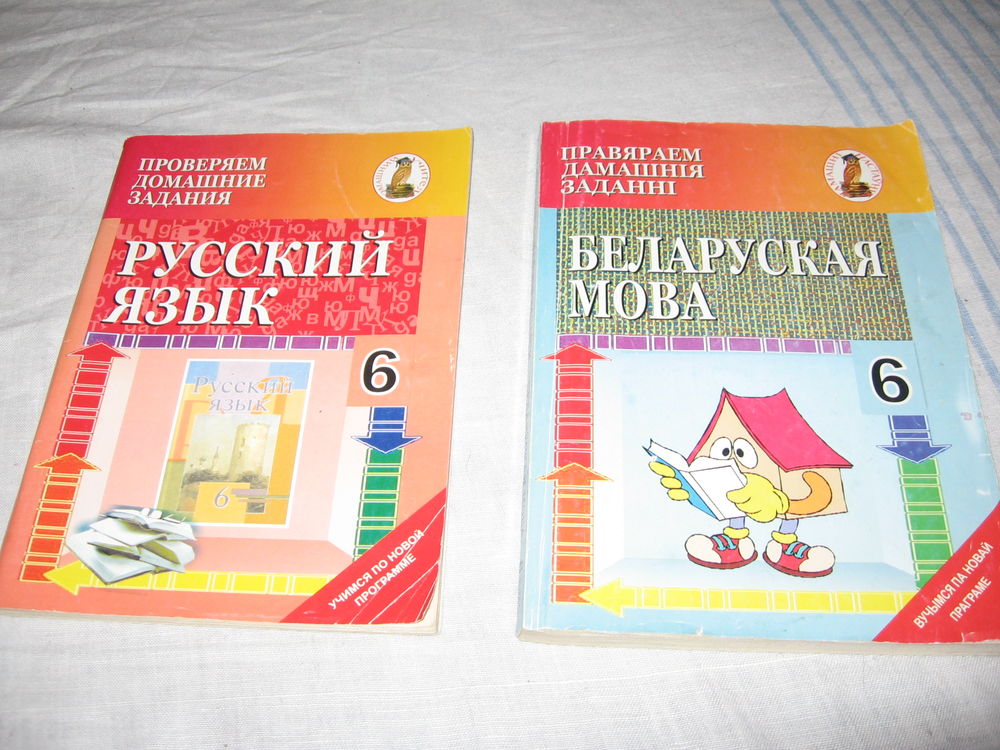 ПРОВЕРЯЕМ
ДОМАШНИЕ
ЗАДАНИЯ
РУССКИЙ
ЯЗЫК
6
Русский
язык
6
УЧИМСЯ ПО НОВОЙ
ПРОГРАММЕ
ПРАВЯРАЕМ
ДАМАШНІЯ
ЗАДАННІ
БЕЛАРУСКАЯ
МОВА
6
ВУЧЫМСЯ ПА НОВАЙ
ПРАГРАМЕ